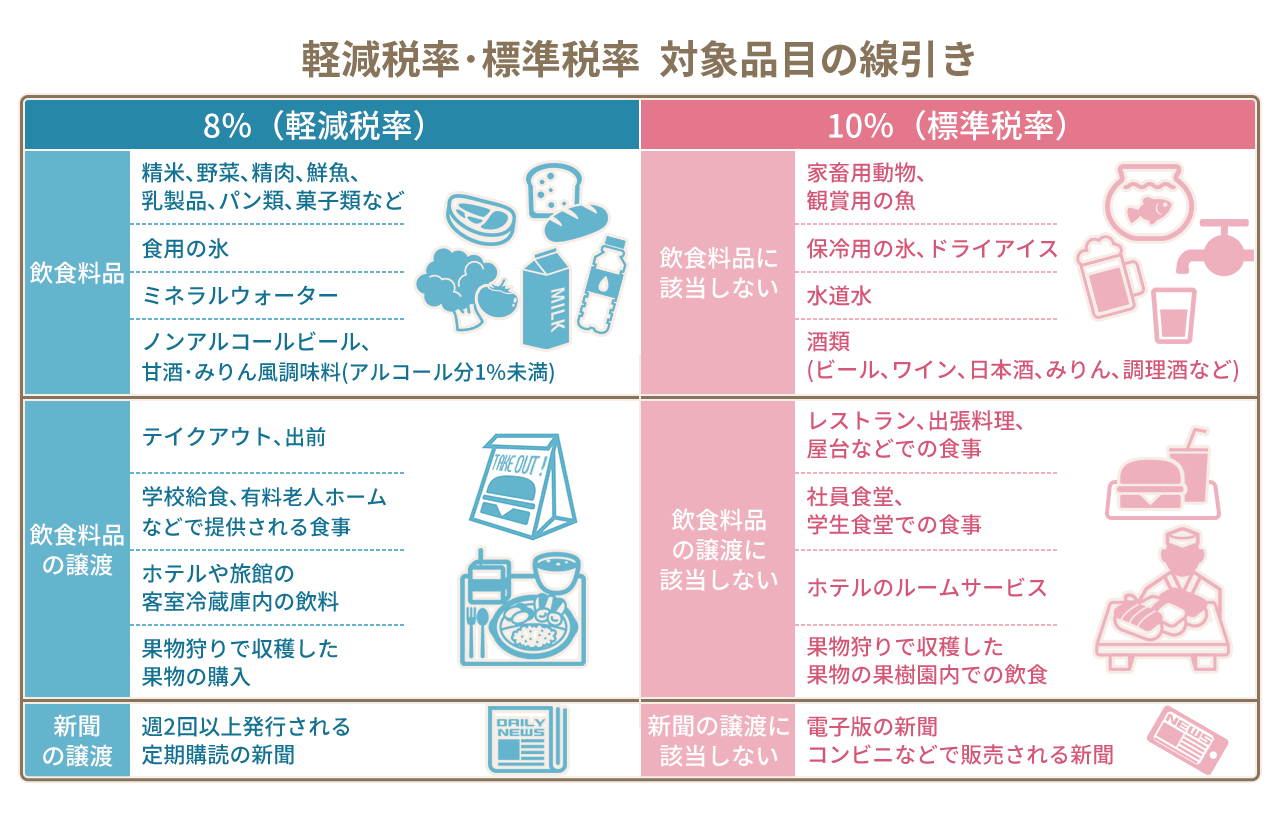 軽減税率･標準税率 対象品目の線引き
8%（軽減税率）
10%（標準税率）
飲食料品
精米､野菜､精肉､鮮魚、
乳製品､パン類､菓子類など
食用の氷
ミネラルウォーター
ノンアルコールビール、
甘酒･みりん風調味料(アルコール分1%未満)
MILK
飲食料品に
該当しない
家畜用動物、
観賞用の魚
保冷用の氷､ドライアイス
水道水
酒類
(ビール､ワイン､日本酒､みりん､調理酒など)
飲食料品
の譲渡
テイクアウト､出前
学校給食､有料老人ホーム
などで提供される食事
ホテルや旅館の
客室冷蔵庫内の飲料
果物狩りで収穫した
果物の購入
TAKE OUT!
飲食料品
の譲渡に
該当しない
レストラン､出張料理、
屋台などでの食事
社員食堂、
学生食堂での食事
ホテルのルームサービス
果物狩りで収穫した
果物の果樹園内での飲食
新聞
の譲渡
週2回以上発行される
定期購読の新聞
DAILY
NEWS
新聞の譲渡に
該当しない
電子版の新聞
コンビニなどで販売される新聞
NEWS